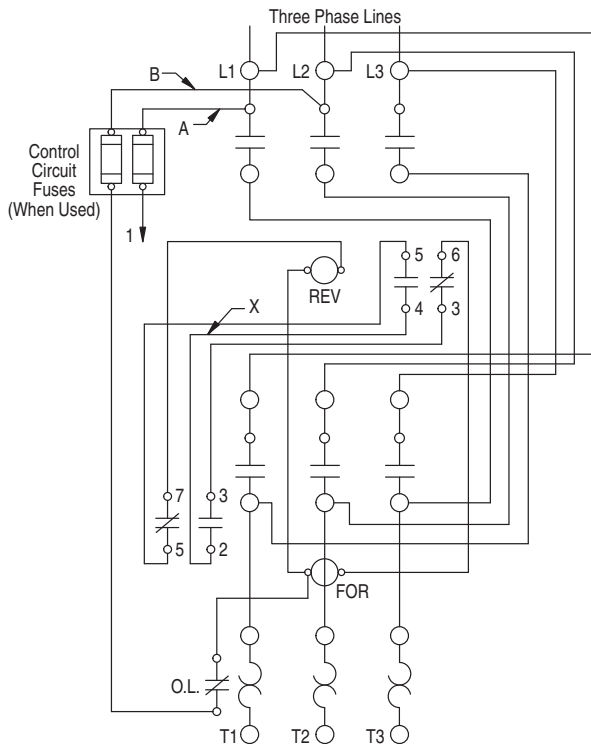 Three Phase Lines
L1 L2 L3
B
A
Control
Circuit
Fuses
(When Used)
1
5 6
REV
X
4 3
7 3
5 2
FOR
O.L.
T1 T2 T3